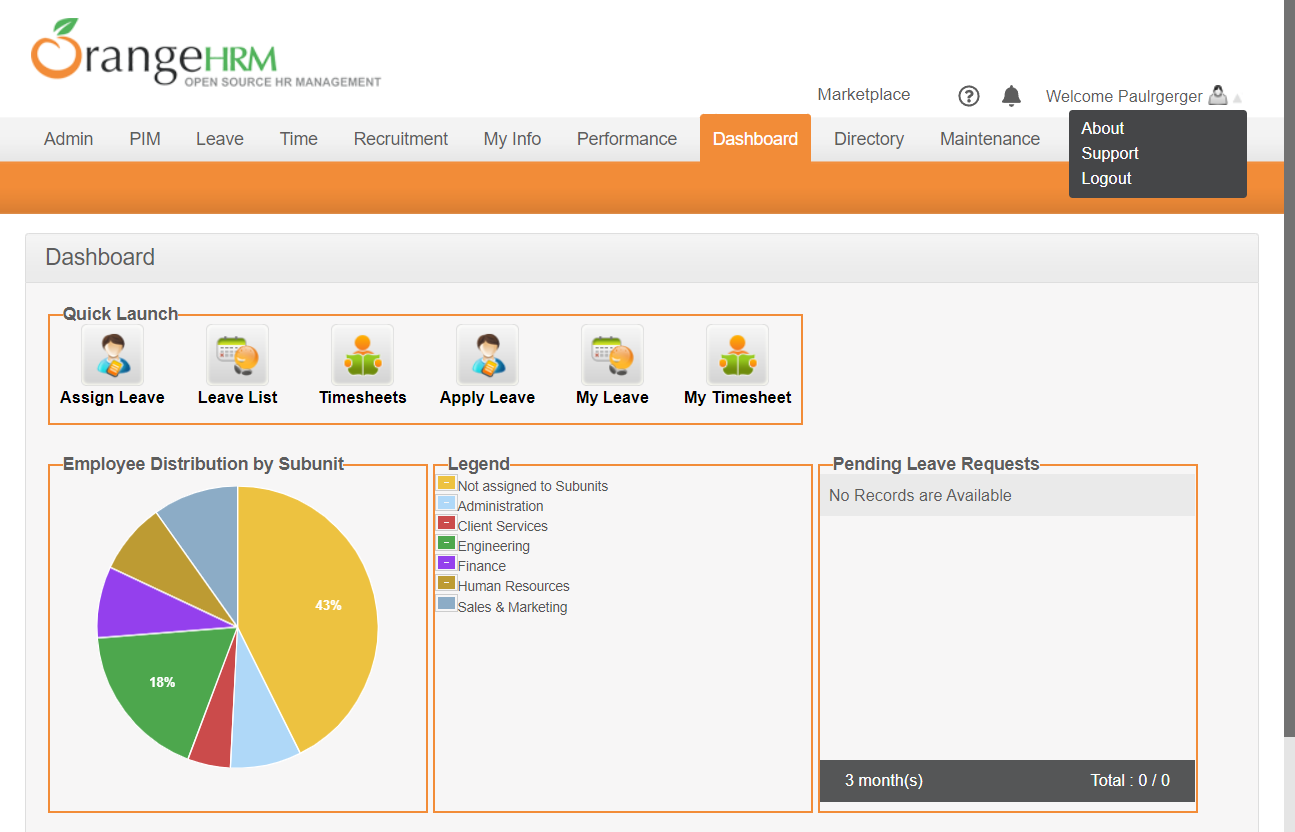 OrangeHRM
OPEN SOURCE HR MANAGEMENT
Marketplace
?
Welcome Paulrgerger
About
Support
Logout
Admin PIM Leave Time Recruitment My Info Performance Dashboard Directory Maintenance
Dashboard
Quick Launch
Assign Leave Leave List Timesheets Apply Leave My Leave My Timesheet
Employee Distribution by Subunit
43%
18%
Legend
Not assigned to Subunits
Administration
Client Services
Engineering
Finance
Human Resources
Sales & Marketing
Pending Leave Requests
No Records are Available
3 month(s) Total : 0 / 0